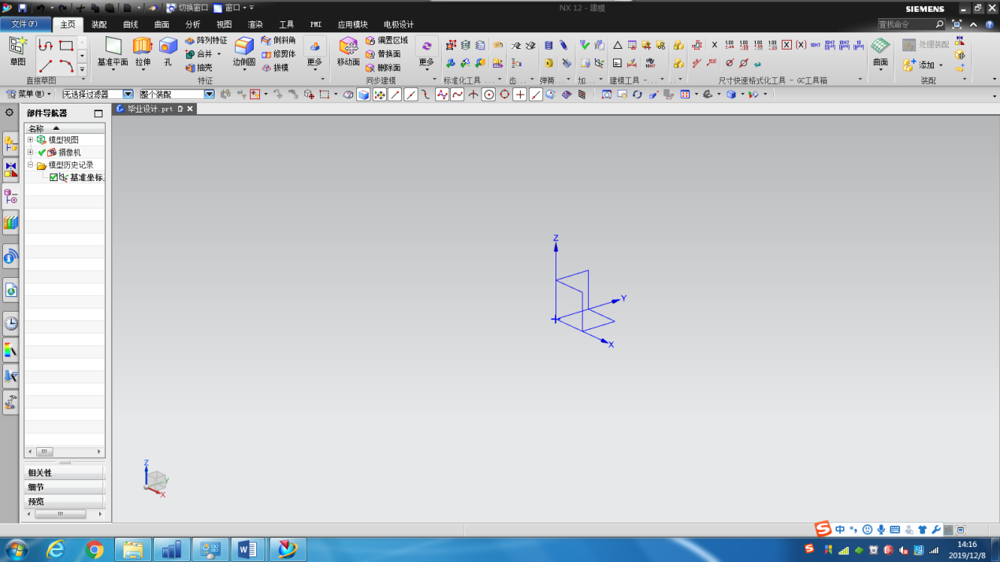 切换窗口 窗口 NX 12 - 建模 SIEMENS
文件(F) 主页 装配 曲线 曲面 分析 视图 渲染 工具 PMI 应用模块 电极设计 查找命令
草图 基准平面 拉伸 孔 阵列特征 合并 抽壳 边倒圆 倒斜角 修剪体 拔模 更多 移动面 偏置区域 替换面 删除面 更多 曲面 处理装配 添加
直接草图 特征 同步建模 标准化工具 ... 齿... 弹簧... 加... 建模工具 - ... 尺寸快速格式化工具 - GC工具箱 装配
菜单(M) 无选择过滤器 整个装配
部件导航器 毕业设计.prt
名称
模型视图
摄像机
模型历史记录
基准坐标
Z
Y
X
Z
Y
X
相关性
细节
预览
中
14:16
2019/12/8